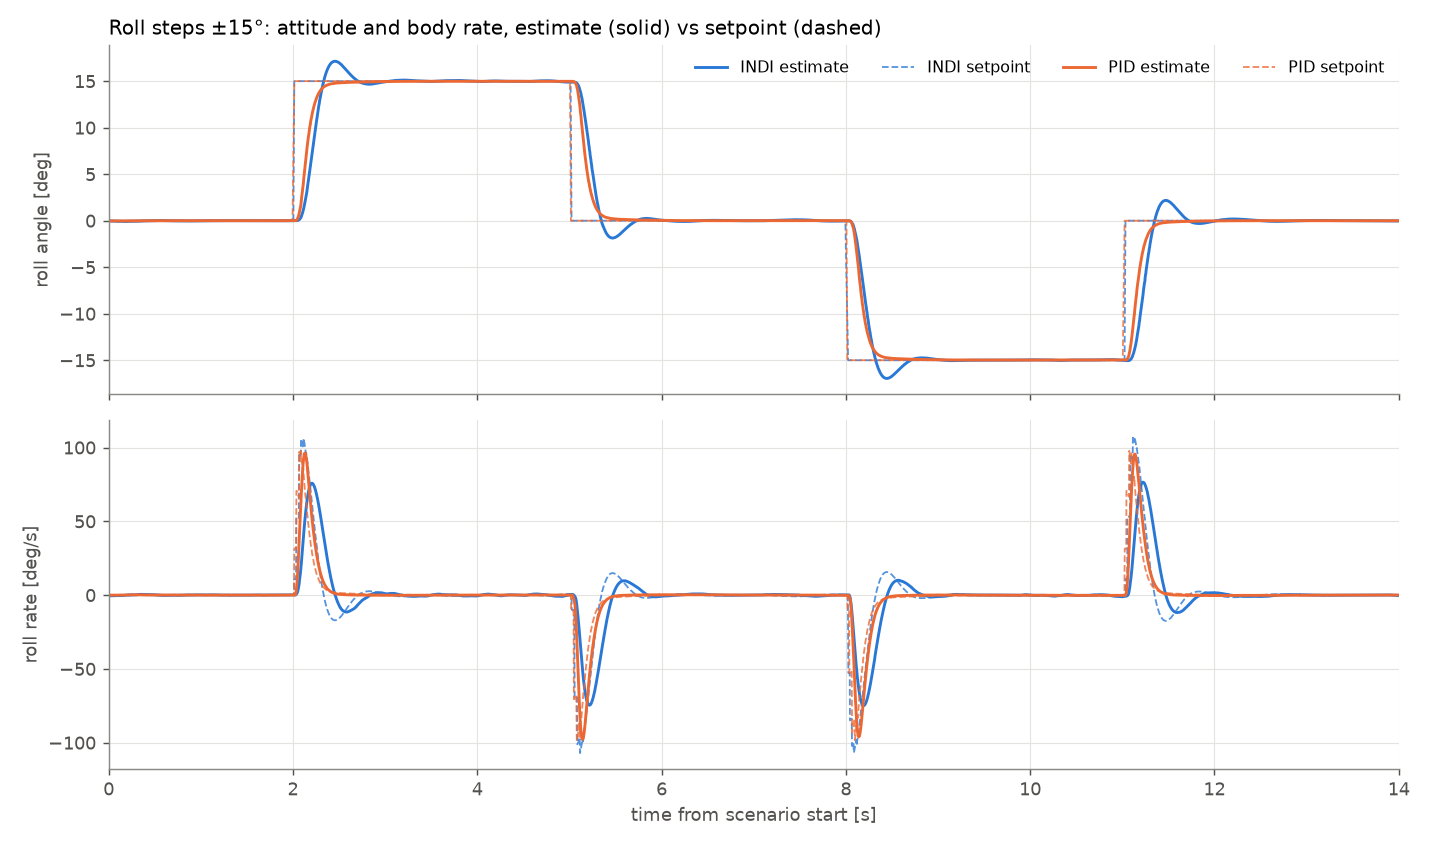 Roll steps ±15°: attitude and body rate, estimate (solid) vs setpoint (dashed)
INDI estimate INDI setpoint PID estimate PID setpoint
15
10
5
0
−5
−10
−15
roll angle [deg]
100
50
0
−50
−100
roll rate [deg/s]
0 2 4 6 8 10 12 14
time from scenario start [s]